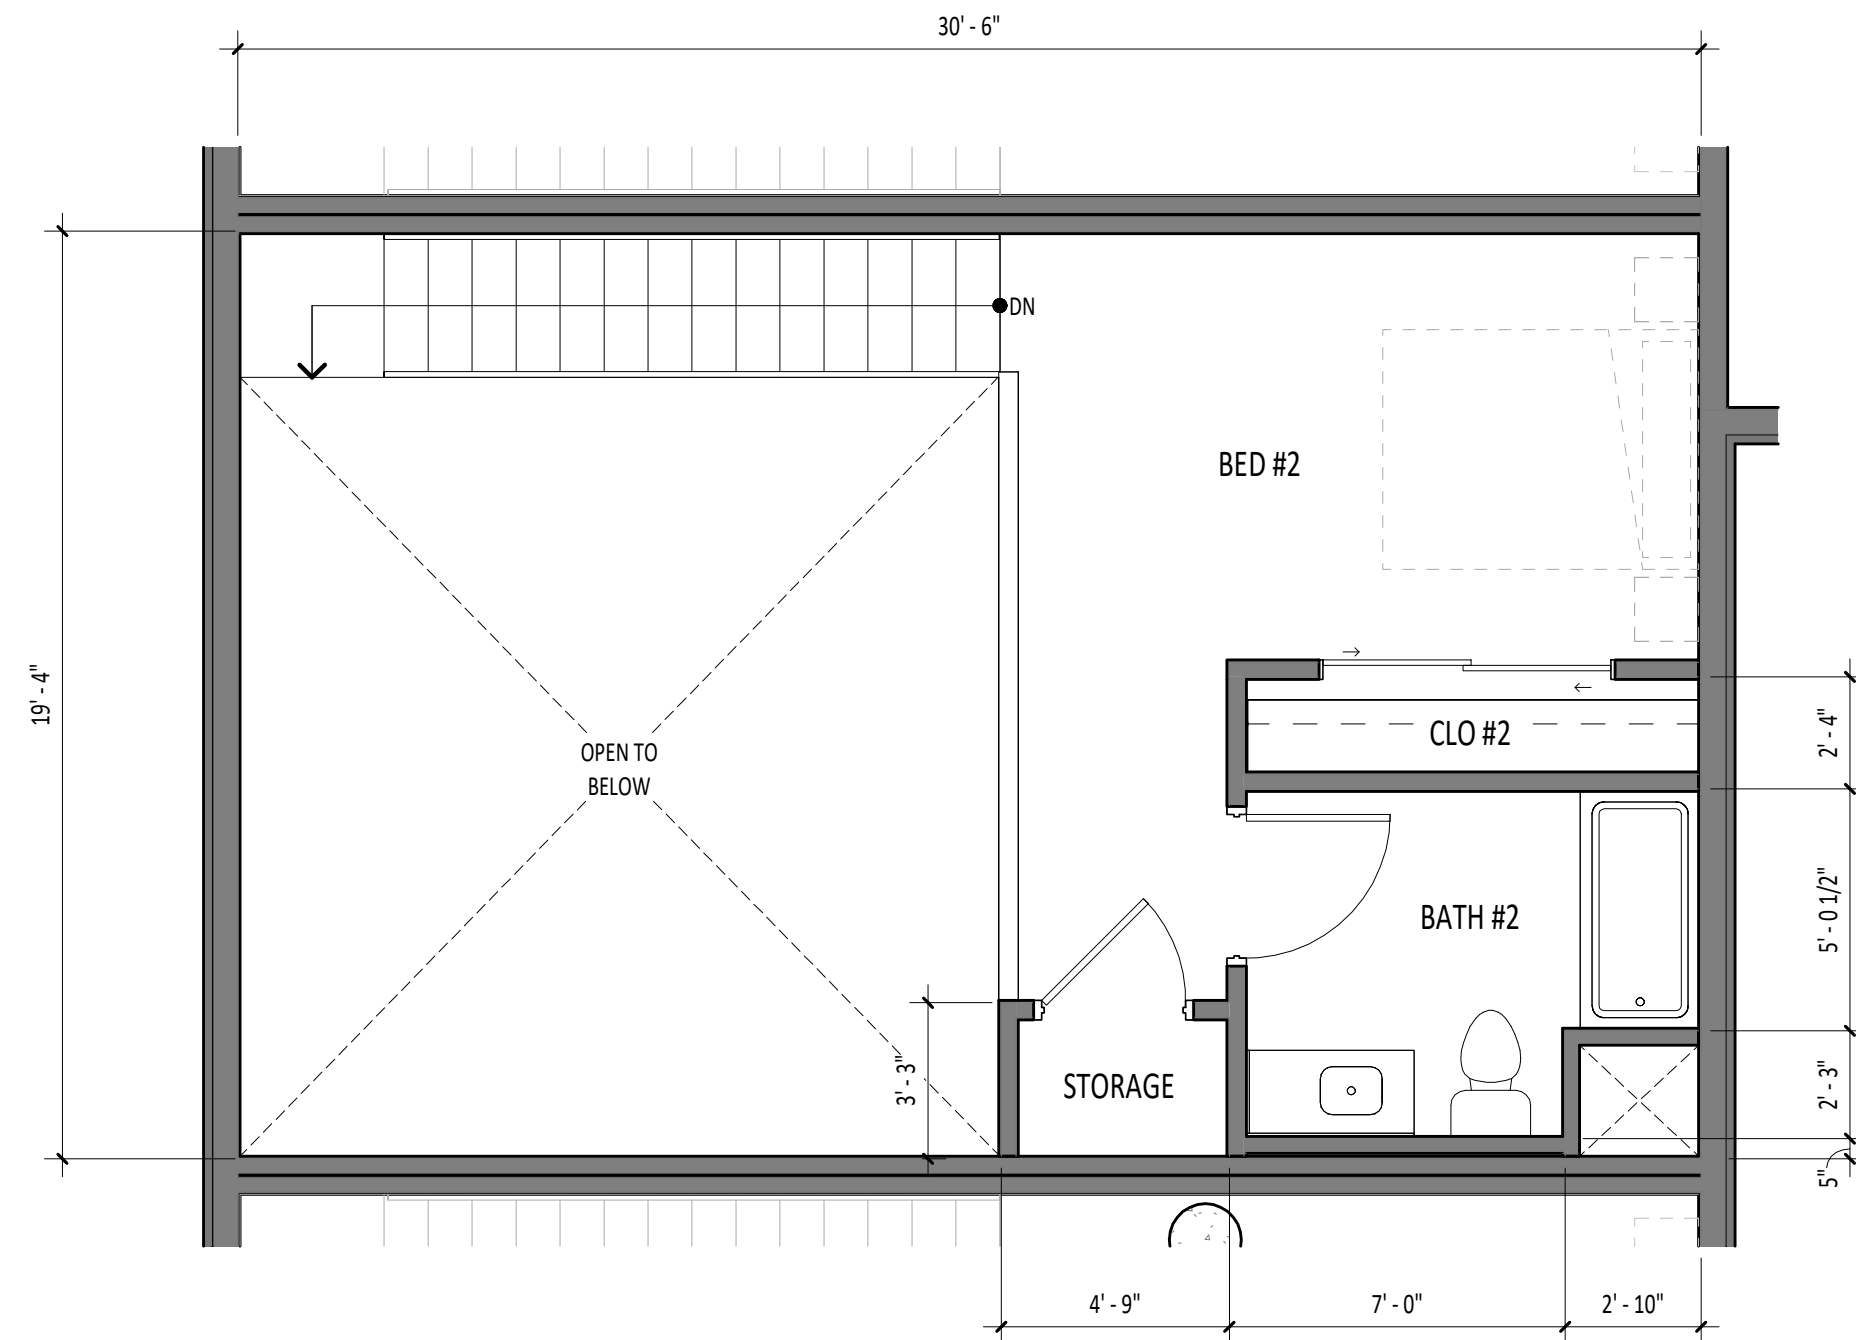 30' - 6"
DN
BED #2
19' - 4"
OPEN TO
BELOW
CLO #2
2' - 4"
BATH #2
5' - 0 1/2"
3' - 3"
STORAGE
2' - 3"
5"
4' - 9"
7' - 0"
2' - 10"